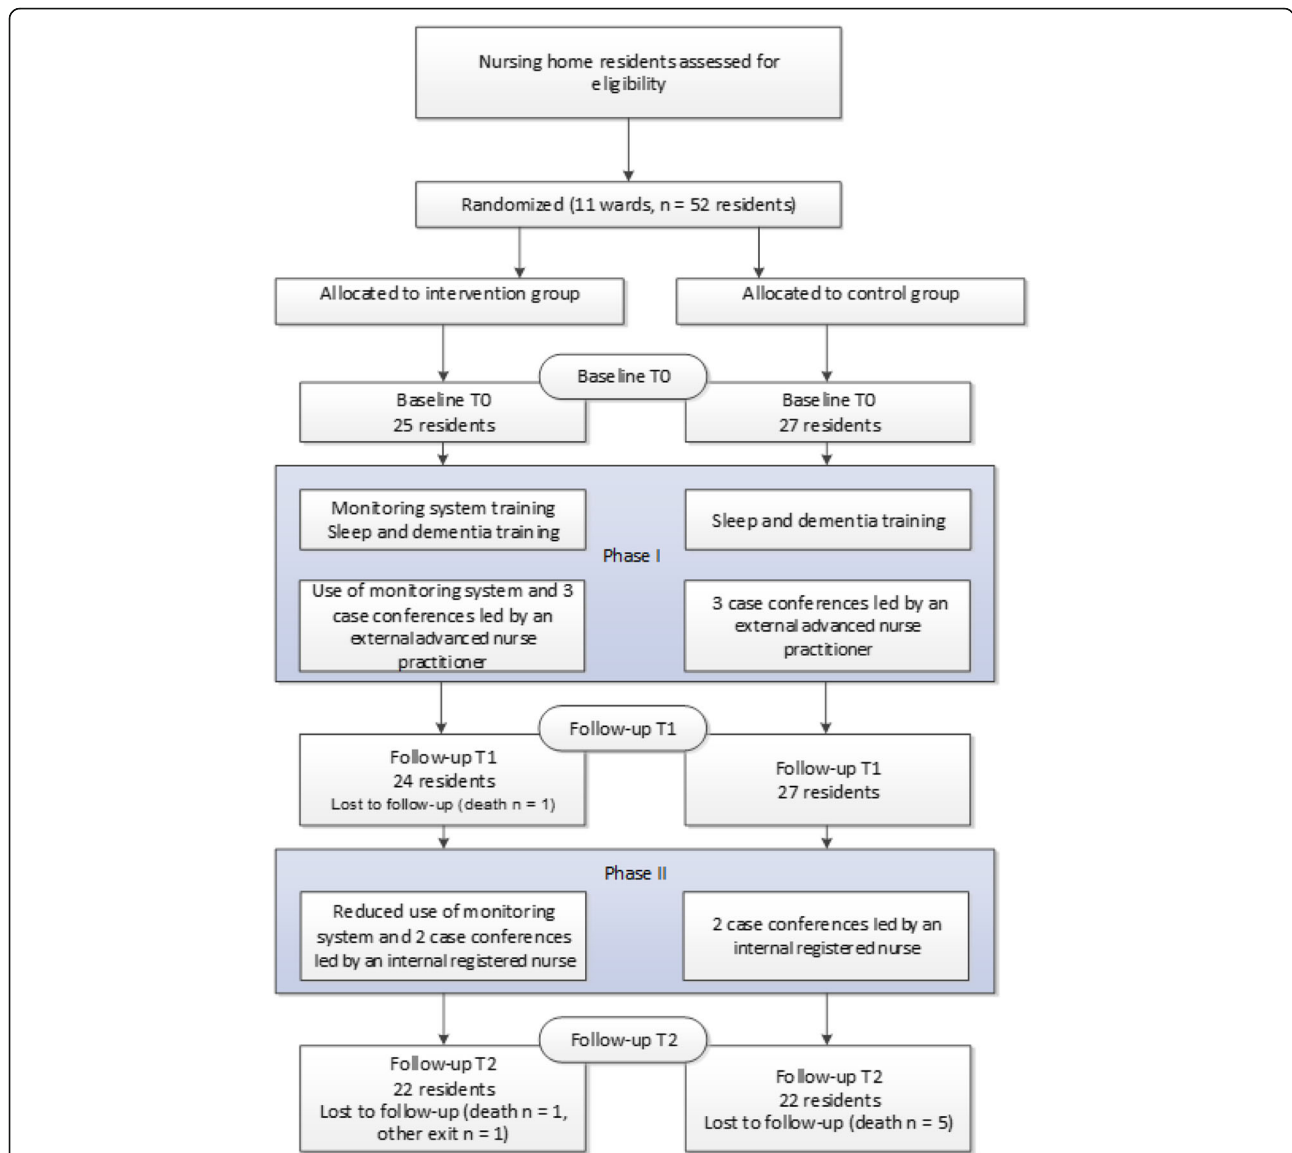 Nursing home residents assessed for
eligibility
Randomized (11 wards, n = 52 residents)
Allocated to intervention group
Allocated to control group
Baseline T0
Baseline T0
25 residents
Baseline T0
27 residents
Monitoring system training
Sleep and dementia training
Sleep and dementia training
Phase I
Use of monitoring system and 3
case conferences led by an
external advanced nurse
practitioner
3 case conferences led by an
external advanced nurse
practitioner
Follow-up T1
Follow-up T1
24 residents
Lost to follow-up (death n = 1)
Follow-up T1
27 residents
Phase II
Reduced use of monitoring
system and 2 case conferences
led by an internal registered nurse
2 case conferences led by an
internal registered nurse
Follow-up T2
Follow-up T2
22 residents
Lost to follow-up (death n = 1,
other exit n = 1)
Follow-up T2
22 residents
Lost to follow-up (death n = 5)